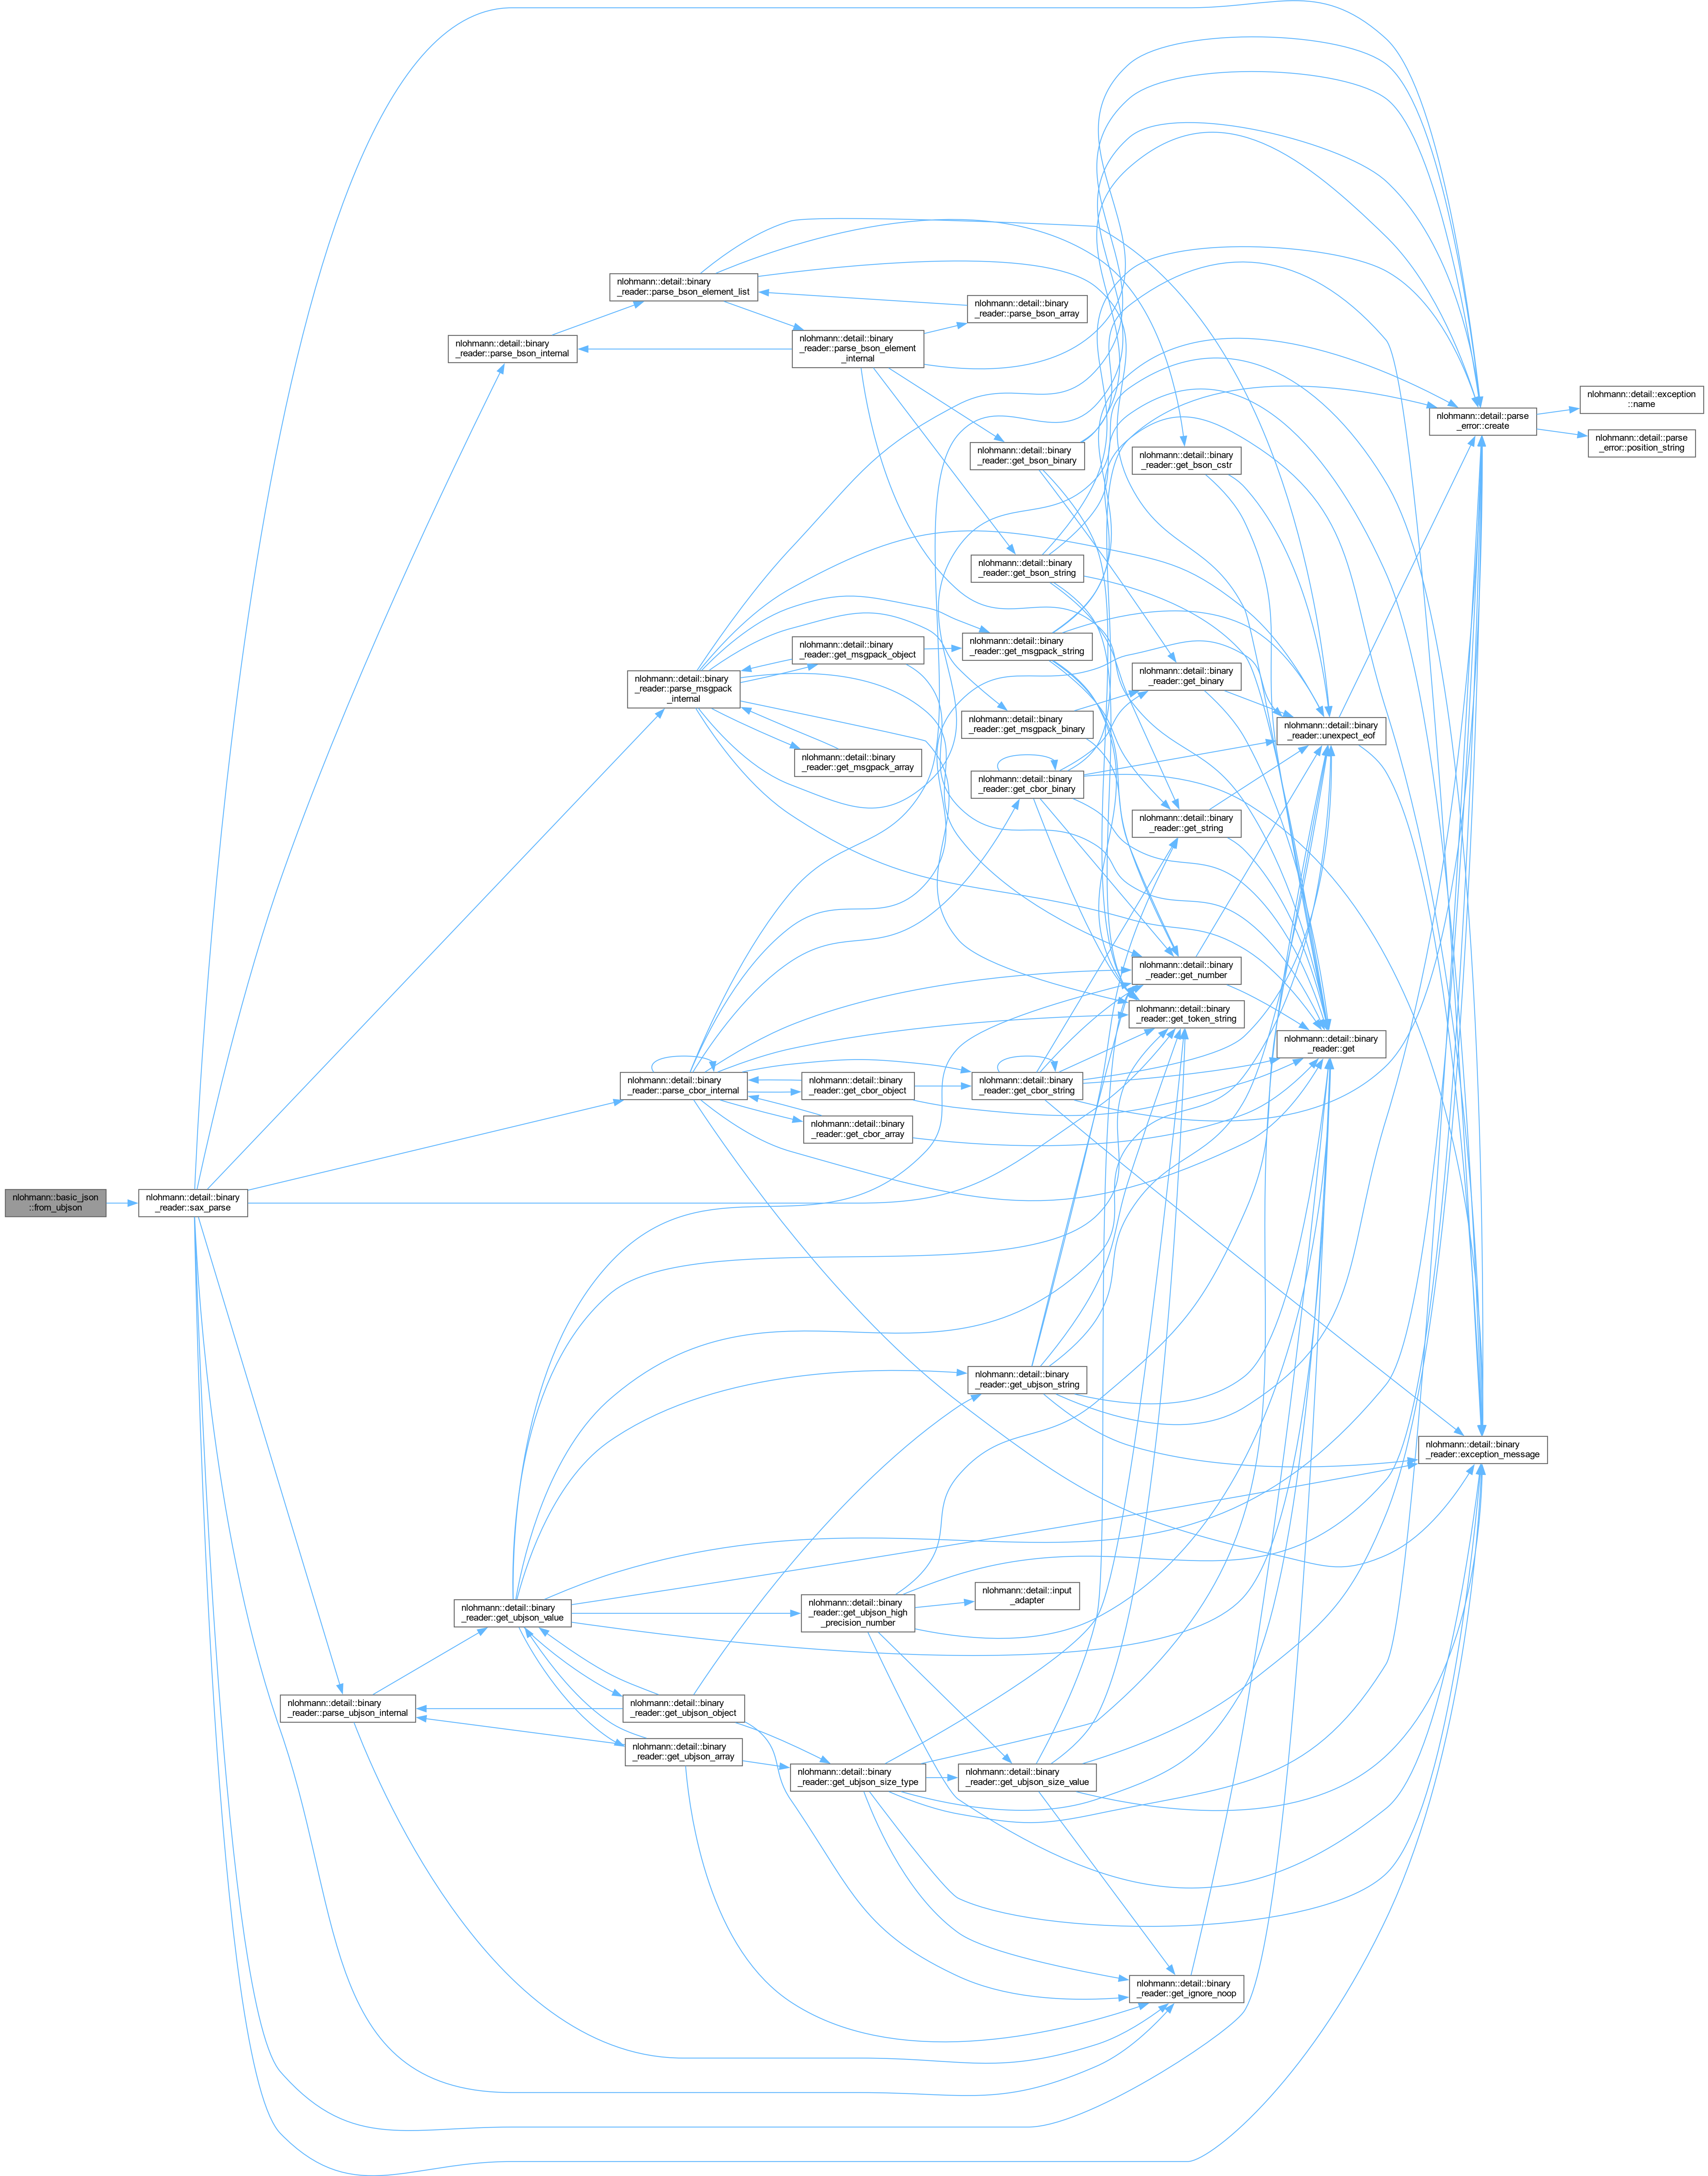 nlohmann::basic_json
::from_ubjson
nlohmann::detail::binary
_reader::sax_parse
nlohmann::detail::binary
_reader::parse_bson_internal
nlohmann::detail::binary
_reader::parse_ubjson_internal
nlohmann::detail::binary
_reader::parse_bson_element_list
nlohmann::detail::binary
_reader::parse_msgpack
_internal
nlohmann::detail::binary
_reader::parse_cbor_internal
nlohmann::detail::binary
_reader::get_ubjson_value
nlohmann::detail::binary
_reader::get_ubjson_object
nlohmann::detail::binary
_reader::get_ubjson_array
nlohmann::detail::binary
_reader::parse_bson_element
_internal
nlohmann::detail::binary
_reader::get_msgpack_object
nlohmann::detail::binary
_reader::get_msgpack_array
nlohmann::detail::binary
_reader::get_cbor_object
nlohmann::detail::binary
_reader::get_cbor_array
nlohmann::detail::binary
_reader::get_ubjson_high
_precision_number
nlohmann::detail::binary
_reader::get_ubjson_size_type
nlohmann::detail::binary
_reader::parse_bson_array
nlohmann::detail::binary
_reader::get_bson_binary
nlohmann::detail::binary
_reader::get_bson_string
nlohmann::detail::binary
_reader::get_msgpack_string
nlohmann::detail::binary
_reader::get_msgpack_binary
nlohmann::detail::binary
_reader::get_cbor_binary
nlohmann::detail::binary
_reader::get_cbor_string
nlohmann::detail::binary
_reader::get_ubjson_string
nlohmann::detail::input
_adapter
nlohmann::detail::binary
_reader::get_ubjson_size_value
nlohmann::detail::binary
_reader::get_bson_cstr
nlohmann::detail::binary
_reader::get_binary
nlohmann::detail::binary
_reader::get_string
nlohmann::detail::binary
_reader::get_number
nlohmann::detail::binary
_reader::get_token_string
nlohmann::detail::binary
_reader::get_ignore_noop
nlohmann::detail::binary
_reader::unexpect_eof
nlohmann::detail::binary
_reader::get
nlohmann::detail::parse
_error::create
nlohmann::detail::binary
_reader::exception_message
nlohmann::detail::exception
::name
nlohmann::detail::parse
_error::position_string